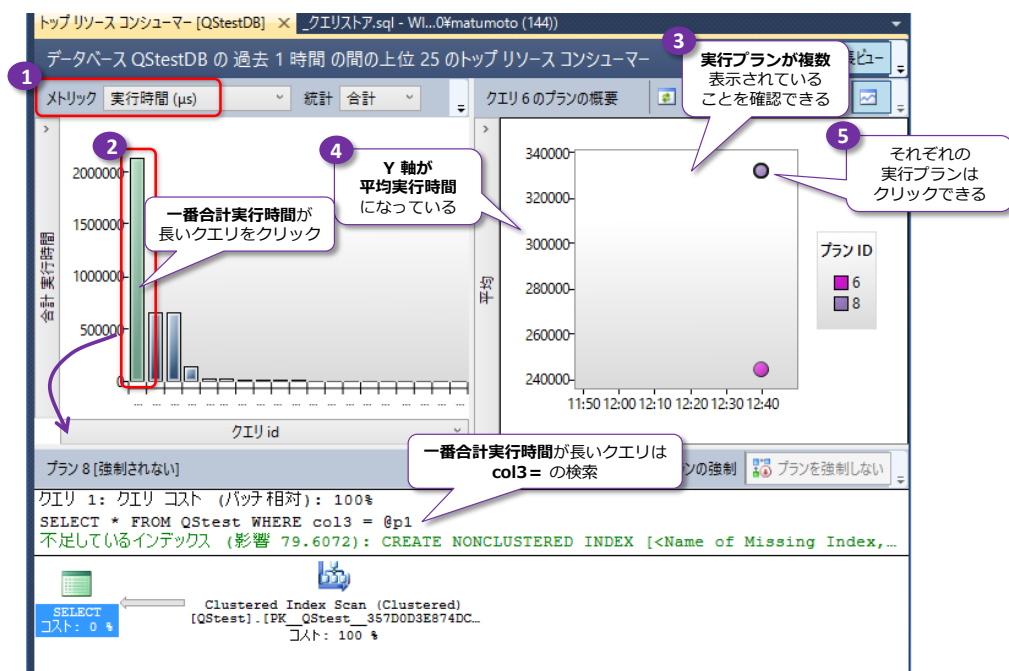 トップ リソース コンシューマー [QStestDB] ×
_クエリストア.sql - WI...0¥matumoto (144))
データベース QStestDB の 過去 1 時間 の間の上位 25 のトップ リソース コンシューマー
ビュー
1
メトリック 実行時間 (μs)
統計 合計
クエリ 6 のプランの概要
3
実行プランが複数
表示されている
ことを確認できる
2
一番合計実行時間が
長いクエリをクリック
4
Y 軸が
平均実行時間
になっている
5
それぞれの
実行プランは
クリックできる
合計 実行時間
2000000
1500000
1000000
500000
0
クエリ id
平均
340000
320000
300000
280000
260000
240000
11:50 12:00 12:10 12:20 12:30 12:40
プラン ID
6
8
一番合計実行時間が長いクエリは
col3= の検索
プラン 8 [強制されない]
ンの強制
プランを強制しない
クエリ 1: クエリ コスト (バッチ相対): 100%
SELECT * FROM QStest WHERE col3 = @p1
不足しているインデックス (影響 79.6072): CREATE NONCLUSTERED INDEX [<Name of Missing Index,…
SELECT
コスト: 0 %
Clustered Index Scan (Clustered)
[QStest].[PK__QStest__357D0D3E874DC…
コスト: 100 %